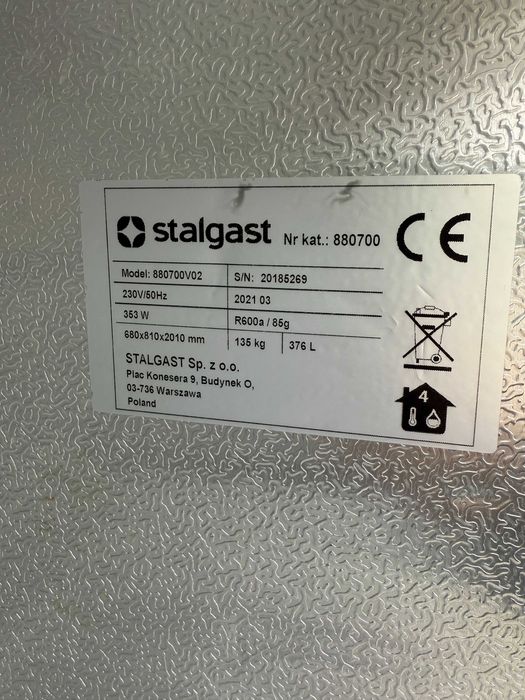 stalgast Nr kat.: 880700 CE
Model: 880700V02 S/N: 20185269
230V/50Hz 2021 03
353 W R600a / 85g
680x810x2010 mm 135 kg 376 L
STALGAST Sp. z o.o.
Plac Konesera 9, Budynek O,
03-736 Warszawa
Poland
4